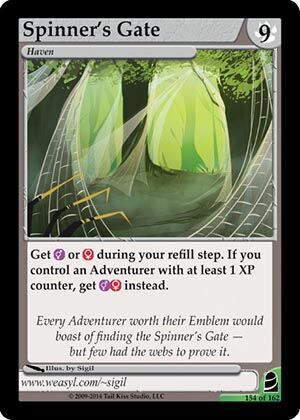 Spinner's Gate
9
Haven
Get or during your refill step. If you
control an Adventurer with at least 1 XP
counter, get instead.
Every Adventurer worth their Emblem would
boast of finding the Spinner's Gate —
but few had the webs to prove it.
Illus. by Sigil
www.weasyl.com/~sigil
154 of 162
© 2009-2014 Tail Kiss Studio, LLC